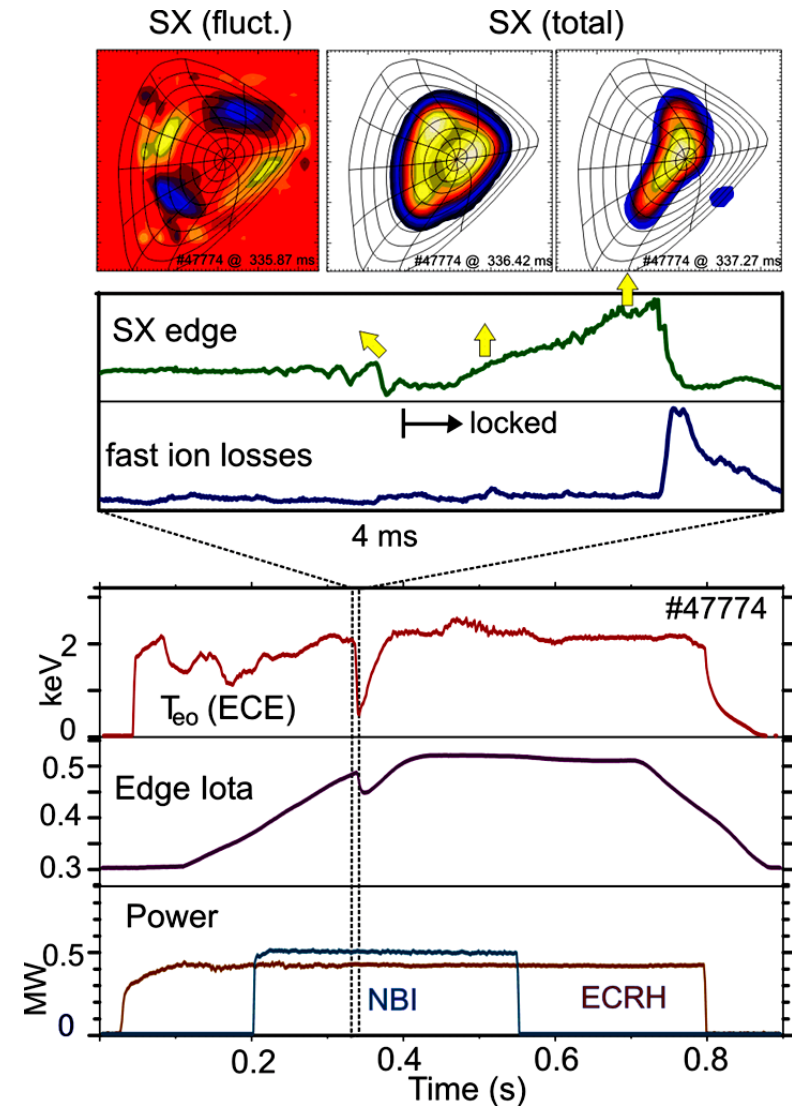 SX (fluct.) SX (total)
#47774 @ 335.87 ms #47774 @ 336.42 ms #47774 @ 337.27 ms
SX edge
locked
fast ion losses
4 ms
#47774
2
keV
T_eo (ECE)
0
0.5
Edge Iota
0.4
0.3
Power
0.5
MW
NBI ECRH
0
0.2 0.4 0.6 0.8
Time (s)